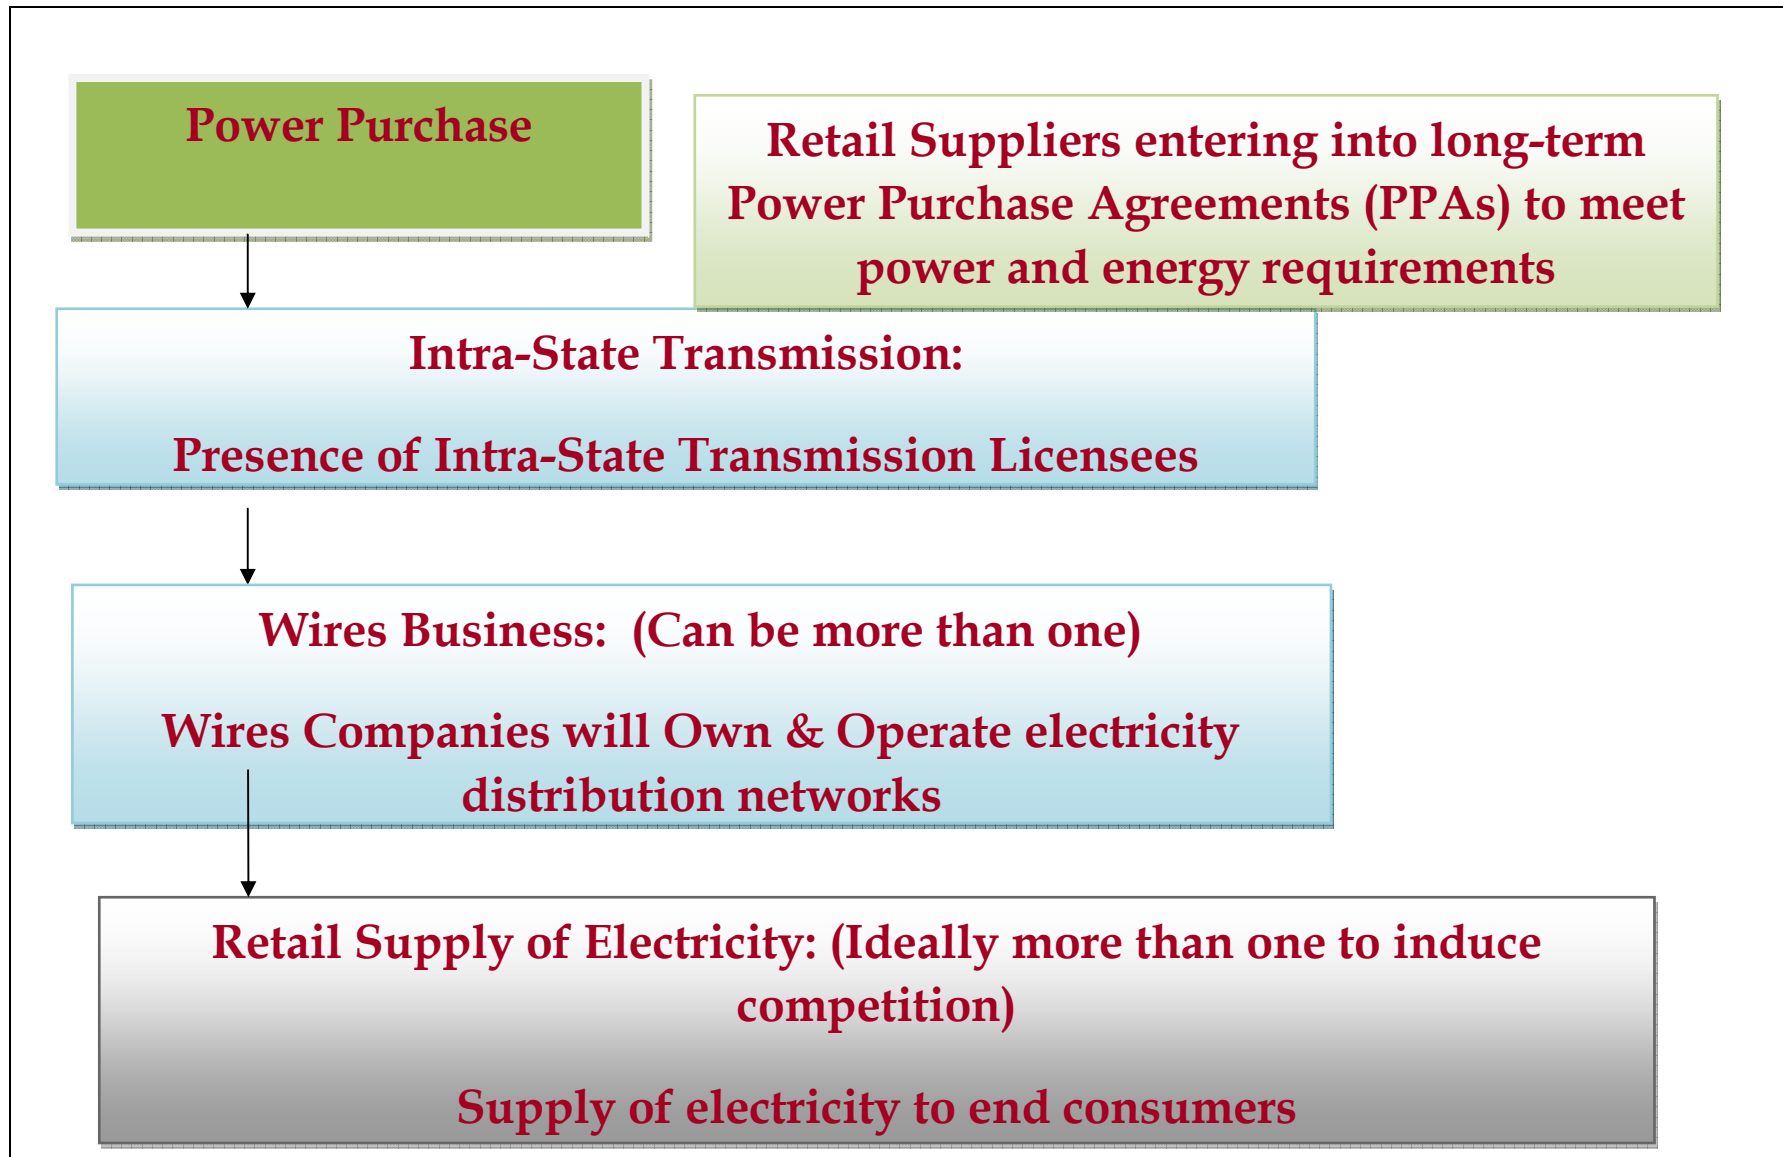 Power Purchase
Retail Suppliers entering into long-term
Power Purchase Agreements (PPAs) to meet
power and energy requirements
Intra-State Transmission:
Presence of Intra-State Transmission Licensees
Wires Business:  (Can be more than one)
Wires Companies will Own & Operate electricity
distribution networks
Retail Supply of Electricity: (Ideally more than one to induce
competition)
Supply of electricity to end consumers